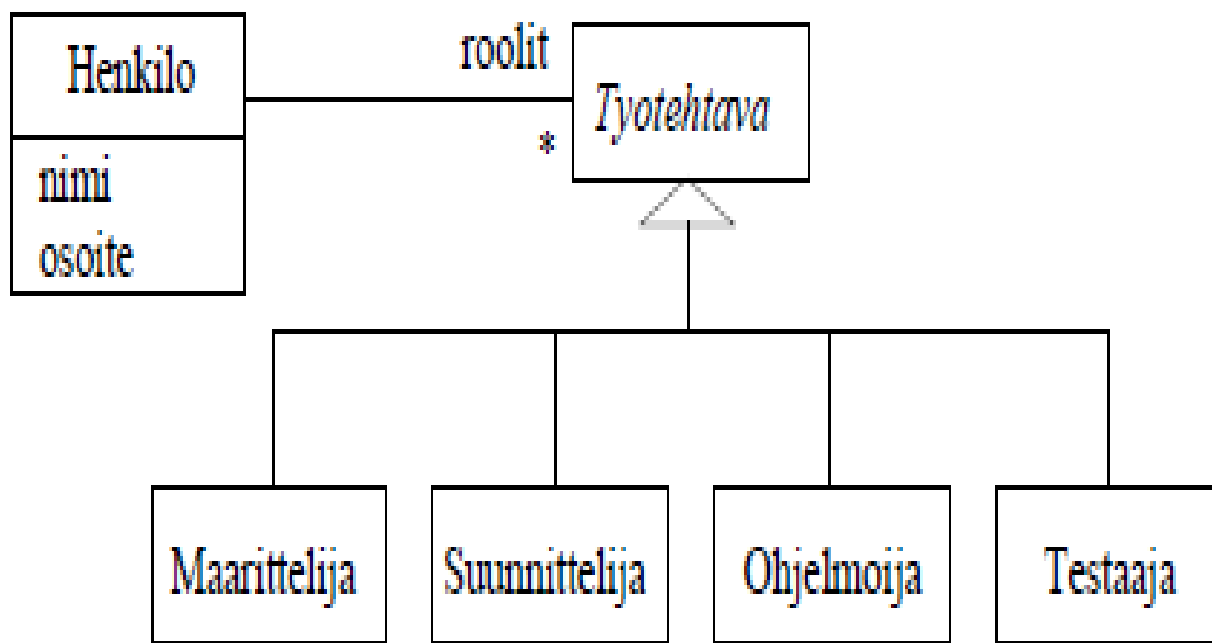 Henkilo
nimi
osoite
roolit
*
Tyotehtava
Maarittelija
Suunnittelija
Ohjelmoija
Testaaja